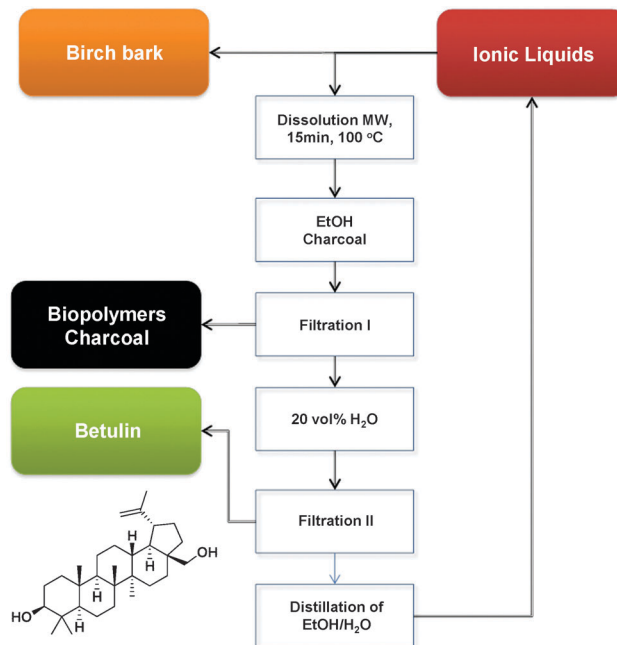 Birch bark
Ionic Liquids
Dissolution MW,
15min, 100 °C
EtOH
Charcoal
Biopolymers
Charcoal
Filtration I
Betulin
20 vol% H₂O
Filtration II
H
OH
H
H
HO
H
Distillation of
EtOH/H₂O